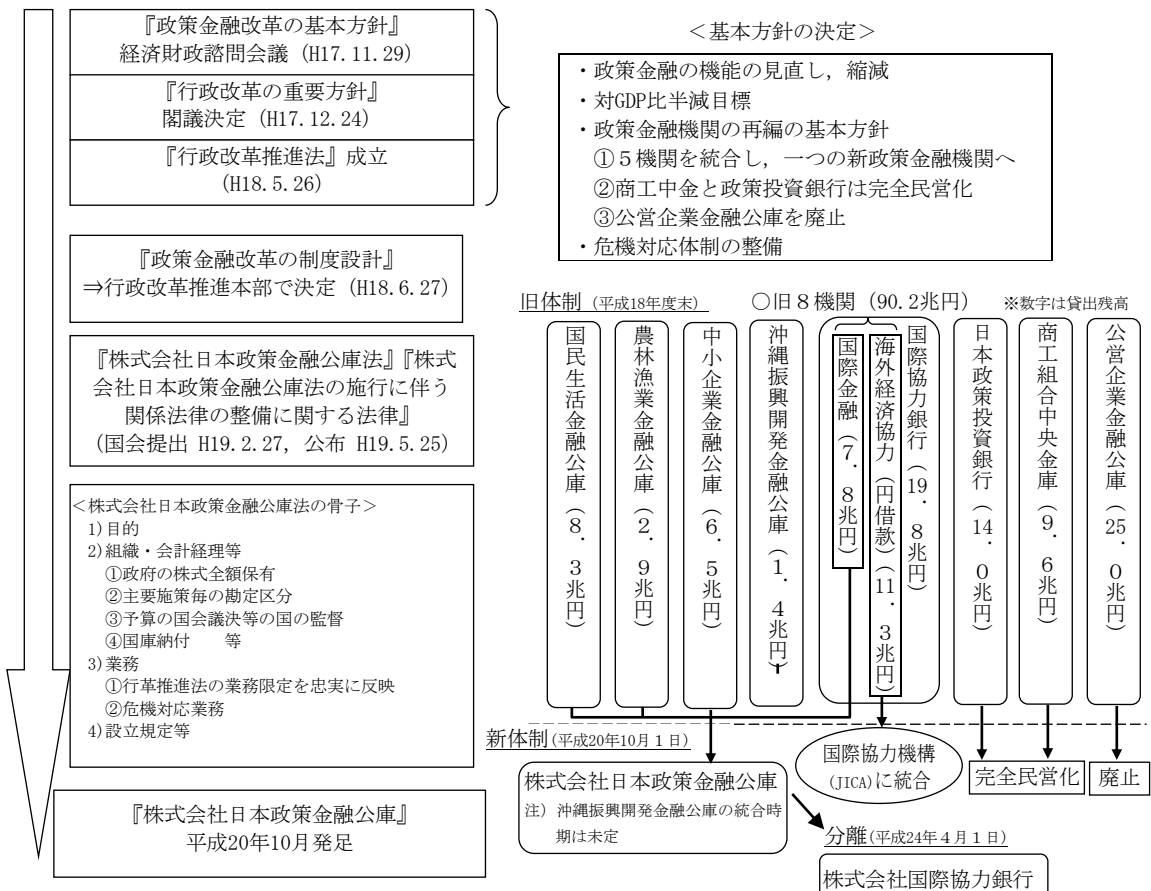 『政策金融改革の基本方針』
経済財政諮問会議 (H17.11.29)
『行政改革の重要方針』
閣議決定 (H17.12.24)
『行政改革推進法』成立
(H18.5.26)
『政策金融改革の制度設計』
⇒行政改革推進本部で決定 (H18.6.27)
『株式会社日本政策金融公庫法』『株式
会社日本政策金融公庫法の施行に伴う
関係法律の整備に関する法律』
(国会提出 H19.2.27, 公布 H19.5.25)
<株式会社日本政策金融公庫法の骨子>
1)目的
2)組織・会計経理等
①政府の株式全額保有
②主要施策毎の勘定区分
③予算の国会議決等の国の監督
④国庫納付 等
3)業務
①行革推進法の業務限定を忠実に反映
②危機対応業務
4)設立規定等
『株式会社日本政策金融公庫』
平成20年10月発足
<基本方針の決定>
・政策金融の機能の見直し,縮減
・対GDP比半減目標
・政策金融機関の再編の基本方針
①5機関を統合し,一つの新政策金融機関へ
②商工中金と政策投資銀行は完全民営化
③公営企業金融公庫を廃止
・危機対応体制の整備
旧体制 (平成18年度末) ○旧8機関 (90.2兆円) ※数字は貸出残高
国民生活金融公庫(8.3兆円)
農林漁業金融公庫(2.9兆円)
中小企業金融公庫(6.5兆円)
沖縄振興開発金融公庫(1.4兆円)
国際金融(7.8兆円)
海外経済協力(円借款)(11.3兆円)
国際協力銀行(19.8兆円)
日本政策投資銀行(14.0兆円)
商工組合中央金庫(9.6兆円)
公営企業金融公庫(25.0兆円)
新体制(平成20年10月1日)
株式会社日本政策金融公庫
注) 沖縄振興開発金融公庫の統合時
期は未定
国際協力機構
(JICA)に統合
完全民営化
廃止
分離(平成24年4月1日)
株式会社国際協力銀行